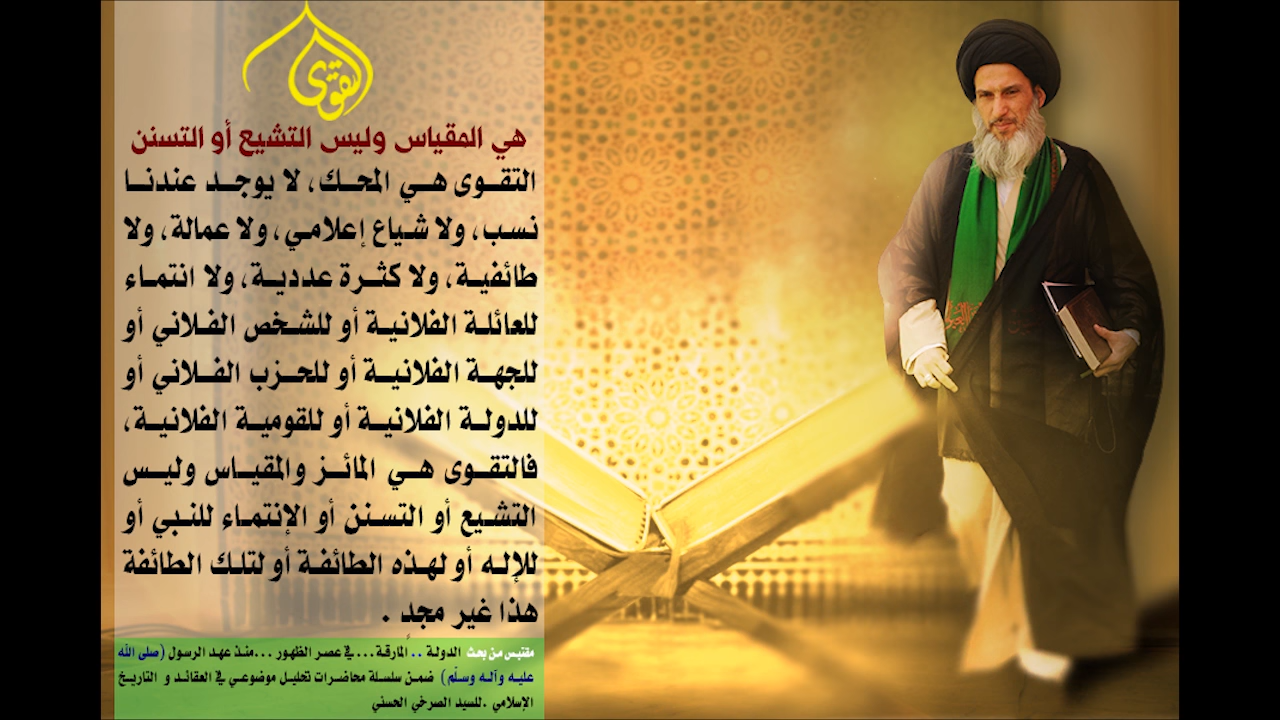 التقوى
هي المقياس وليس التشيع أو التسنن
التقوى هي المحك، لا يوجد عندنا
نسب، ولا شياع إعلامي، ولا عمالة، ولا
طائفية، ولا كثرة عددية، ولا انتماء
للعائلة الفلانية أو للشخص الفلاني أو
للجهة الفلانية أو للحزب الفلاني أو
للدولة الفلانية أو للقومية الفلانية،
فالتقوى هي المائز والمقياس وليس
التشيع أو التسنن أو الإنتماء للنبي أو
للإله أو لهذه الطائفة أو لتلك الطائفة
هذا غير مجدٍ .
مقتبس من بحث الدولة .. المارقة... في عصر الظهور ...منذ عهد الرسول (صلى الله
عليه وآله وسلّم) ضمن سلسلة محاضرات تحليل موضوعي في العقائد و التاريخ
الإسلامي .للسيد الصرخي الحسني